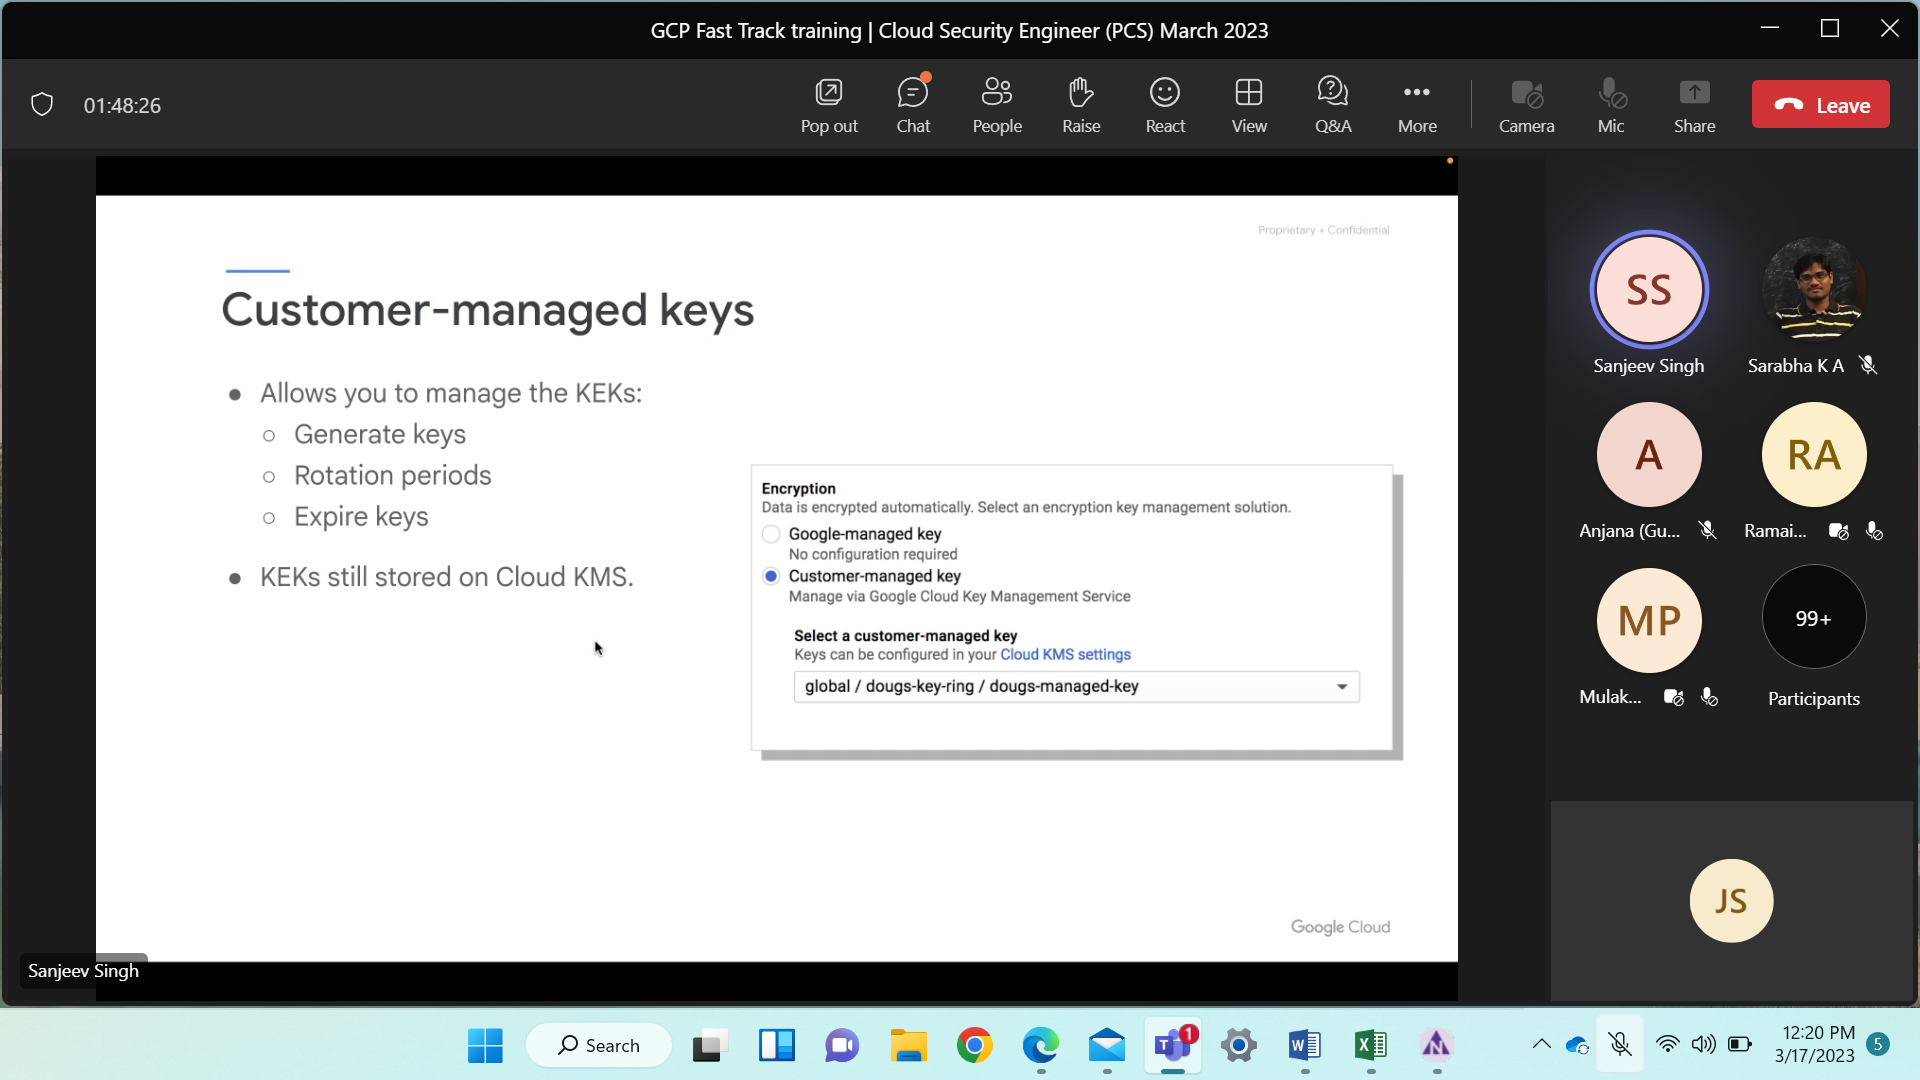 GCP Fast Track training | Cloud Security Engineer (PCS) March 2023
01:48:26
Pop out
Chat
People
Raise
React
View
Q&A
More
Camera
Mic
Share
Leave
Proprietary + Confidential
Customer-managed keys
Allows you to manage the KEKs:
Generate keys
Rotation periods
Expire keys
KEKs still stored on Cloud KMS.
Encryption
Data is encrypted automatically. Select an encryption key management solution.
Google-managed key
No configuration required
Customer-managed key
Manage via Google Cloud Key Management Service
Select a customer-managed key
Keys can be configured in your Cloud KMS settings
global / dougs-key-ring / dougs-managed-key
Google Cloud
Sanjeev Singh
SS
Sanjeev Singh
Sarabha K A
A
RA
Anjana (Gu...
Ramai...
MP
99+
Mulak...
Participants
JS
Search
1
12:20 PM
3/17/2023
5